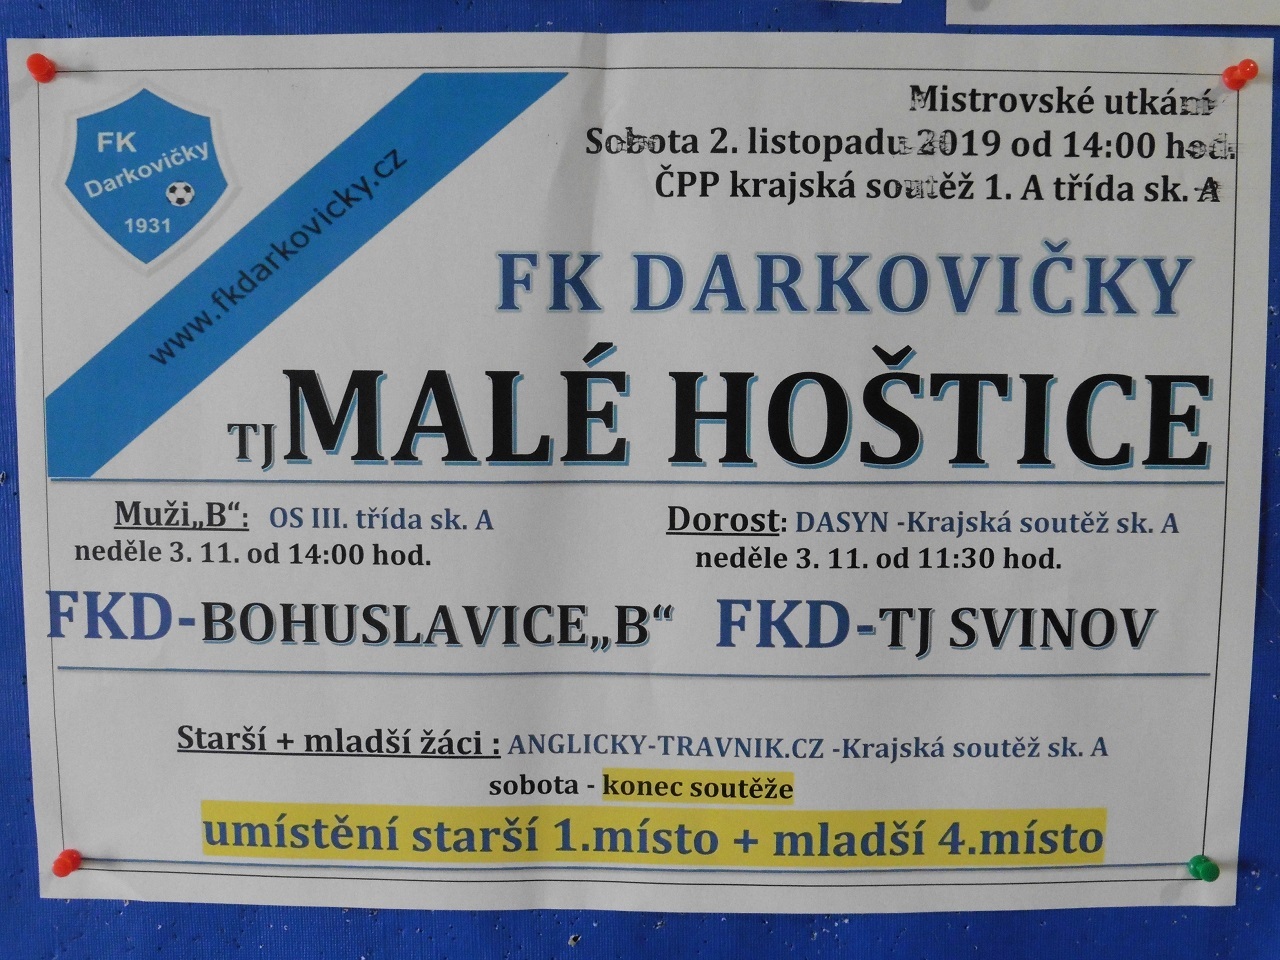 FK
Darkovičky
1931
www.fkdarkovicky.cz
Mistrovské utkání
Sobota 2. listopadu 2019 od 14:00 hod.
ČPP krajská soutěž 1. A třída sk. A
FK DARKOVIČKY
TJ MALÉ HOŠTICE
Muži„B“: OS III. třída sk. A
neděle 3. 11. od 14:00 hod.
FKD-BOHUSLAVICE„B“
Dorost: DASYN -Krajská soutěž sk. A
neděle 3. 11. od 11:30 hod.
FKD-TJ SVINOV
Starší + mladší žáci : ANGLICKY-TRAVNIK.CZ -Krajská soutěž sk. A
sobota - konec soutěže
umístění starší 1.místo + mladší 4.místo